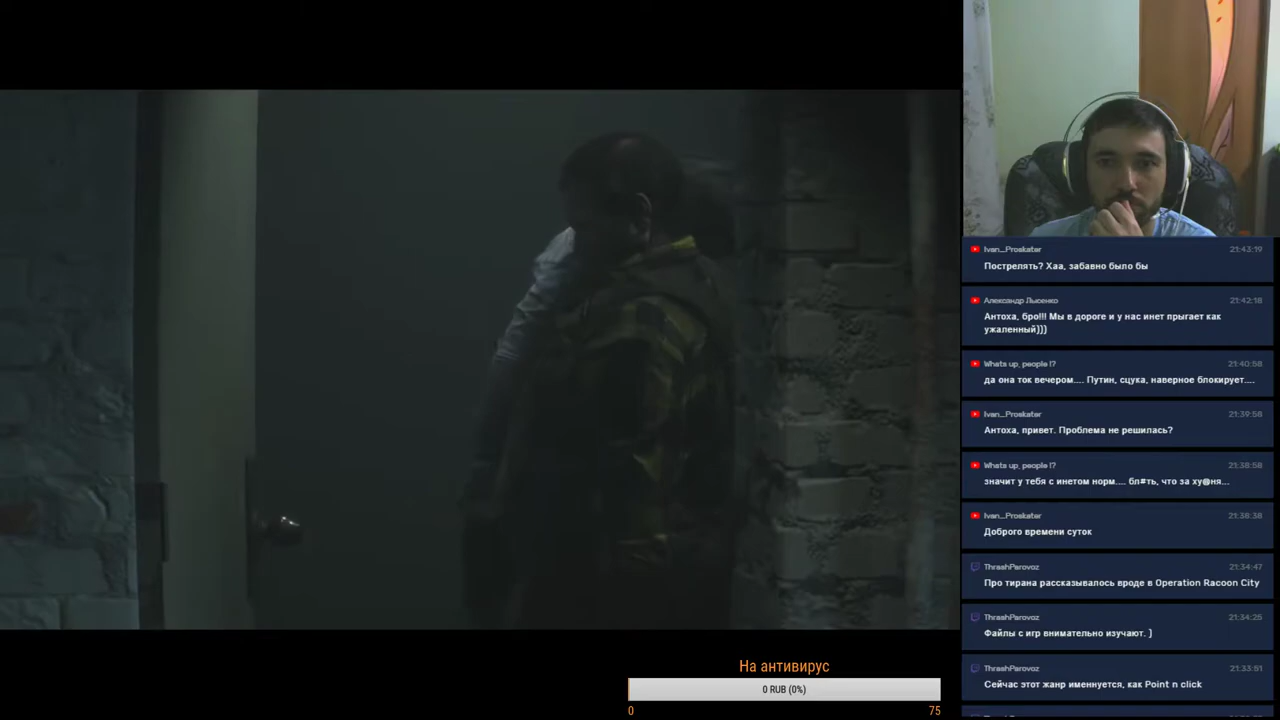 Ivan_Proskater 21:43:19
Пострелять? Хаа, забавно было бы
Александр Лысенко 21:42:18
Антоха, бро!!! Мы в дороге и у нас инет прыгает как
ужаленный)))
Whats up, people !? 21:40:58
да она ток вечером.... Путин, сцука, наверное блокирует....
Ivan_Proskater 21:39:58
Антоха, привет. Проблема не решилась?
Whats up, people !? 21:38:58
значит у тебя с инетом норм.... бл#ть, что за ху@ня...
Ivan_Proskater 21:38:38
Доброго времени суток
ThrashParovoz 21:34:47
Про тирана рассказывалось вроде в Operation Racoon City
ThrashParovoz 21:34:25
Файлы с игр внимательно изучают. )
ThrashParovoz 21:33:51
Сейчас этот жанр именнуется, как Point n click
На антивирус
0 RUB (0%)
0 75